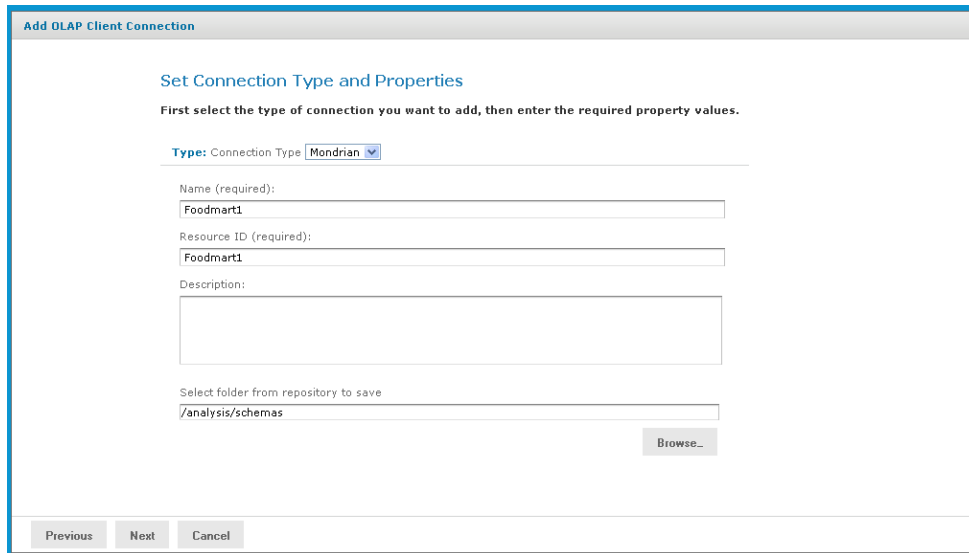 Add OLAP Client Connection
Set Connection Type and Properties
First select the type of connection you want to add, then enter the required property values.
Type: Connection Type Mondrian
Name (required):
Foodmart1
Resource ID (required):
Foodmart1
Description:
Select folder from repository to save
/analysis/schemas
Browse...
Previous Next Cancel